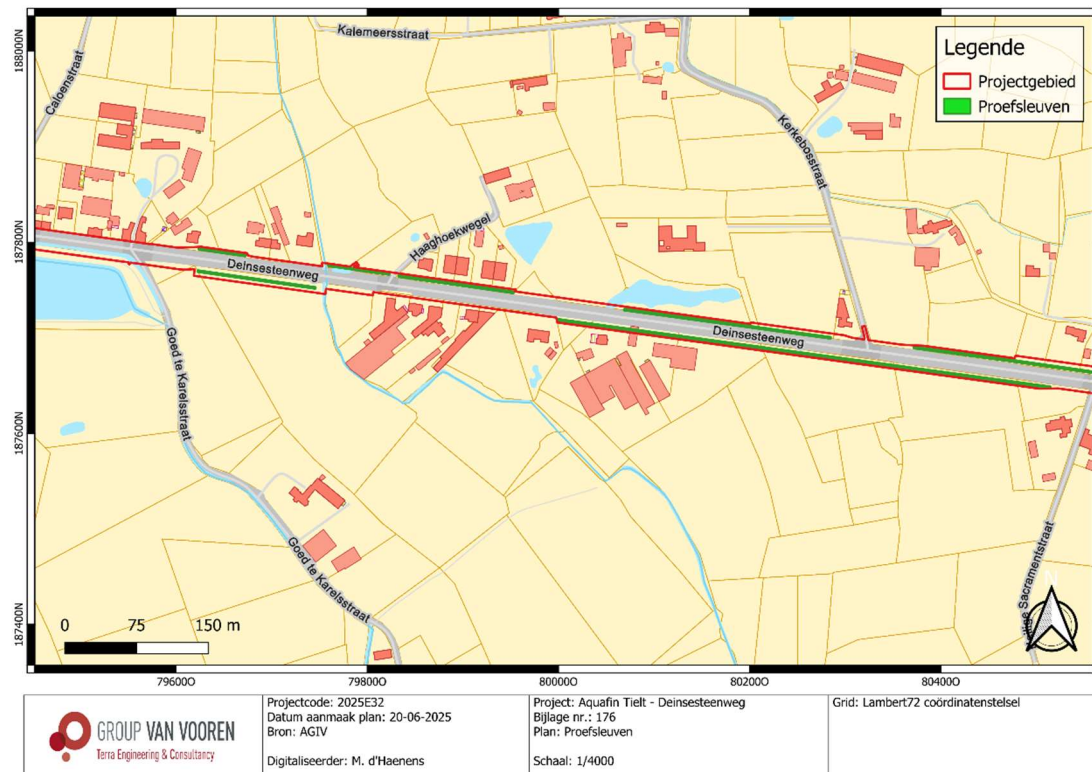 Legende
Projectgebied
Proefsleuven
Kalemeersstraat
Caloenstraat
Kerkebosstraat
Haaghoekwegel
Deinsesteenweg
Deinsesteenweg
Goed te Karelsstraat
Goed te Karelsstraat
Sacramentstraat
N
188000N
187800N
187600N
187400N
0 75 150 m
796000 798000 800000 802000 804000
GROUP VAN VOOREN
Terra Engineering & Consultancy
Projectcode: 2025E32
Datum aanmaak plan: 20-06-2025
Bron: AGIV
Digitaliseerder: M. d'Haenens
Project: Aquafin Tielt - Deinsesteenweg
Bijlage nr.: 176
Plan: Proefsleuven
Schaal: 1/4000
Grid: Lambert72 coördinatenstelsel